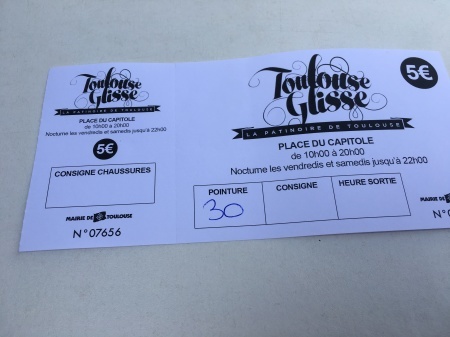 Toulouse
Glisse
LA PATINOIRE DE TOULOUSE
PLACE DU CAPITOLE
de 10h00 à 20h00
Nocturne les vendredis et samedis jusqu'à 22h00
5€
CONSIGNE CHAUSSURES
MAIRIE DE TOULOUSE
N°07656
Toulouse
Glisse
5€
LA PATINOIRE DE TOULOUSE
PLACE DU CAPITOLE
de 10h00 à 20h00
Nocturne les vendredis et samedis jusqu'à 22h00
POINTURE
CONSIGNE
HEURE SORTIE
30
MAIRIE DE
N°0